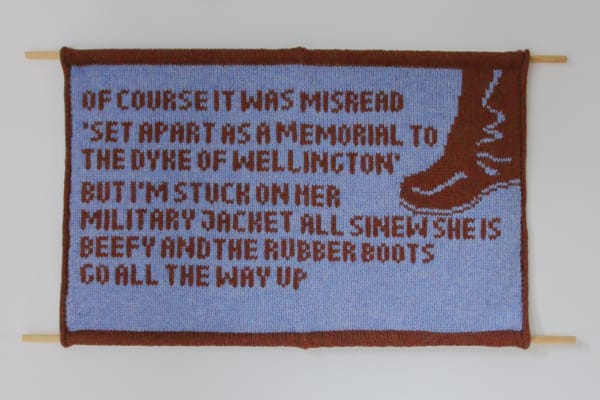 OF COURSE IT WAS MISREAD
'SET APART AS A MEMORIAL TO
THE DYKE OF WELLINGTON'
BUT I'M STUCK ON HER
MILITARY JACKET ALL SINEW SHE IS
BEEFY AND THE RUBBER BOOTS
GO ALL THE WAY UP